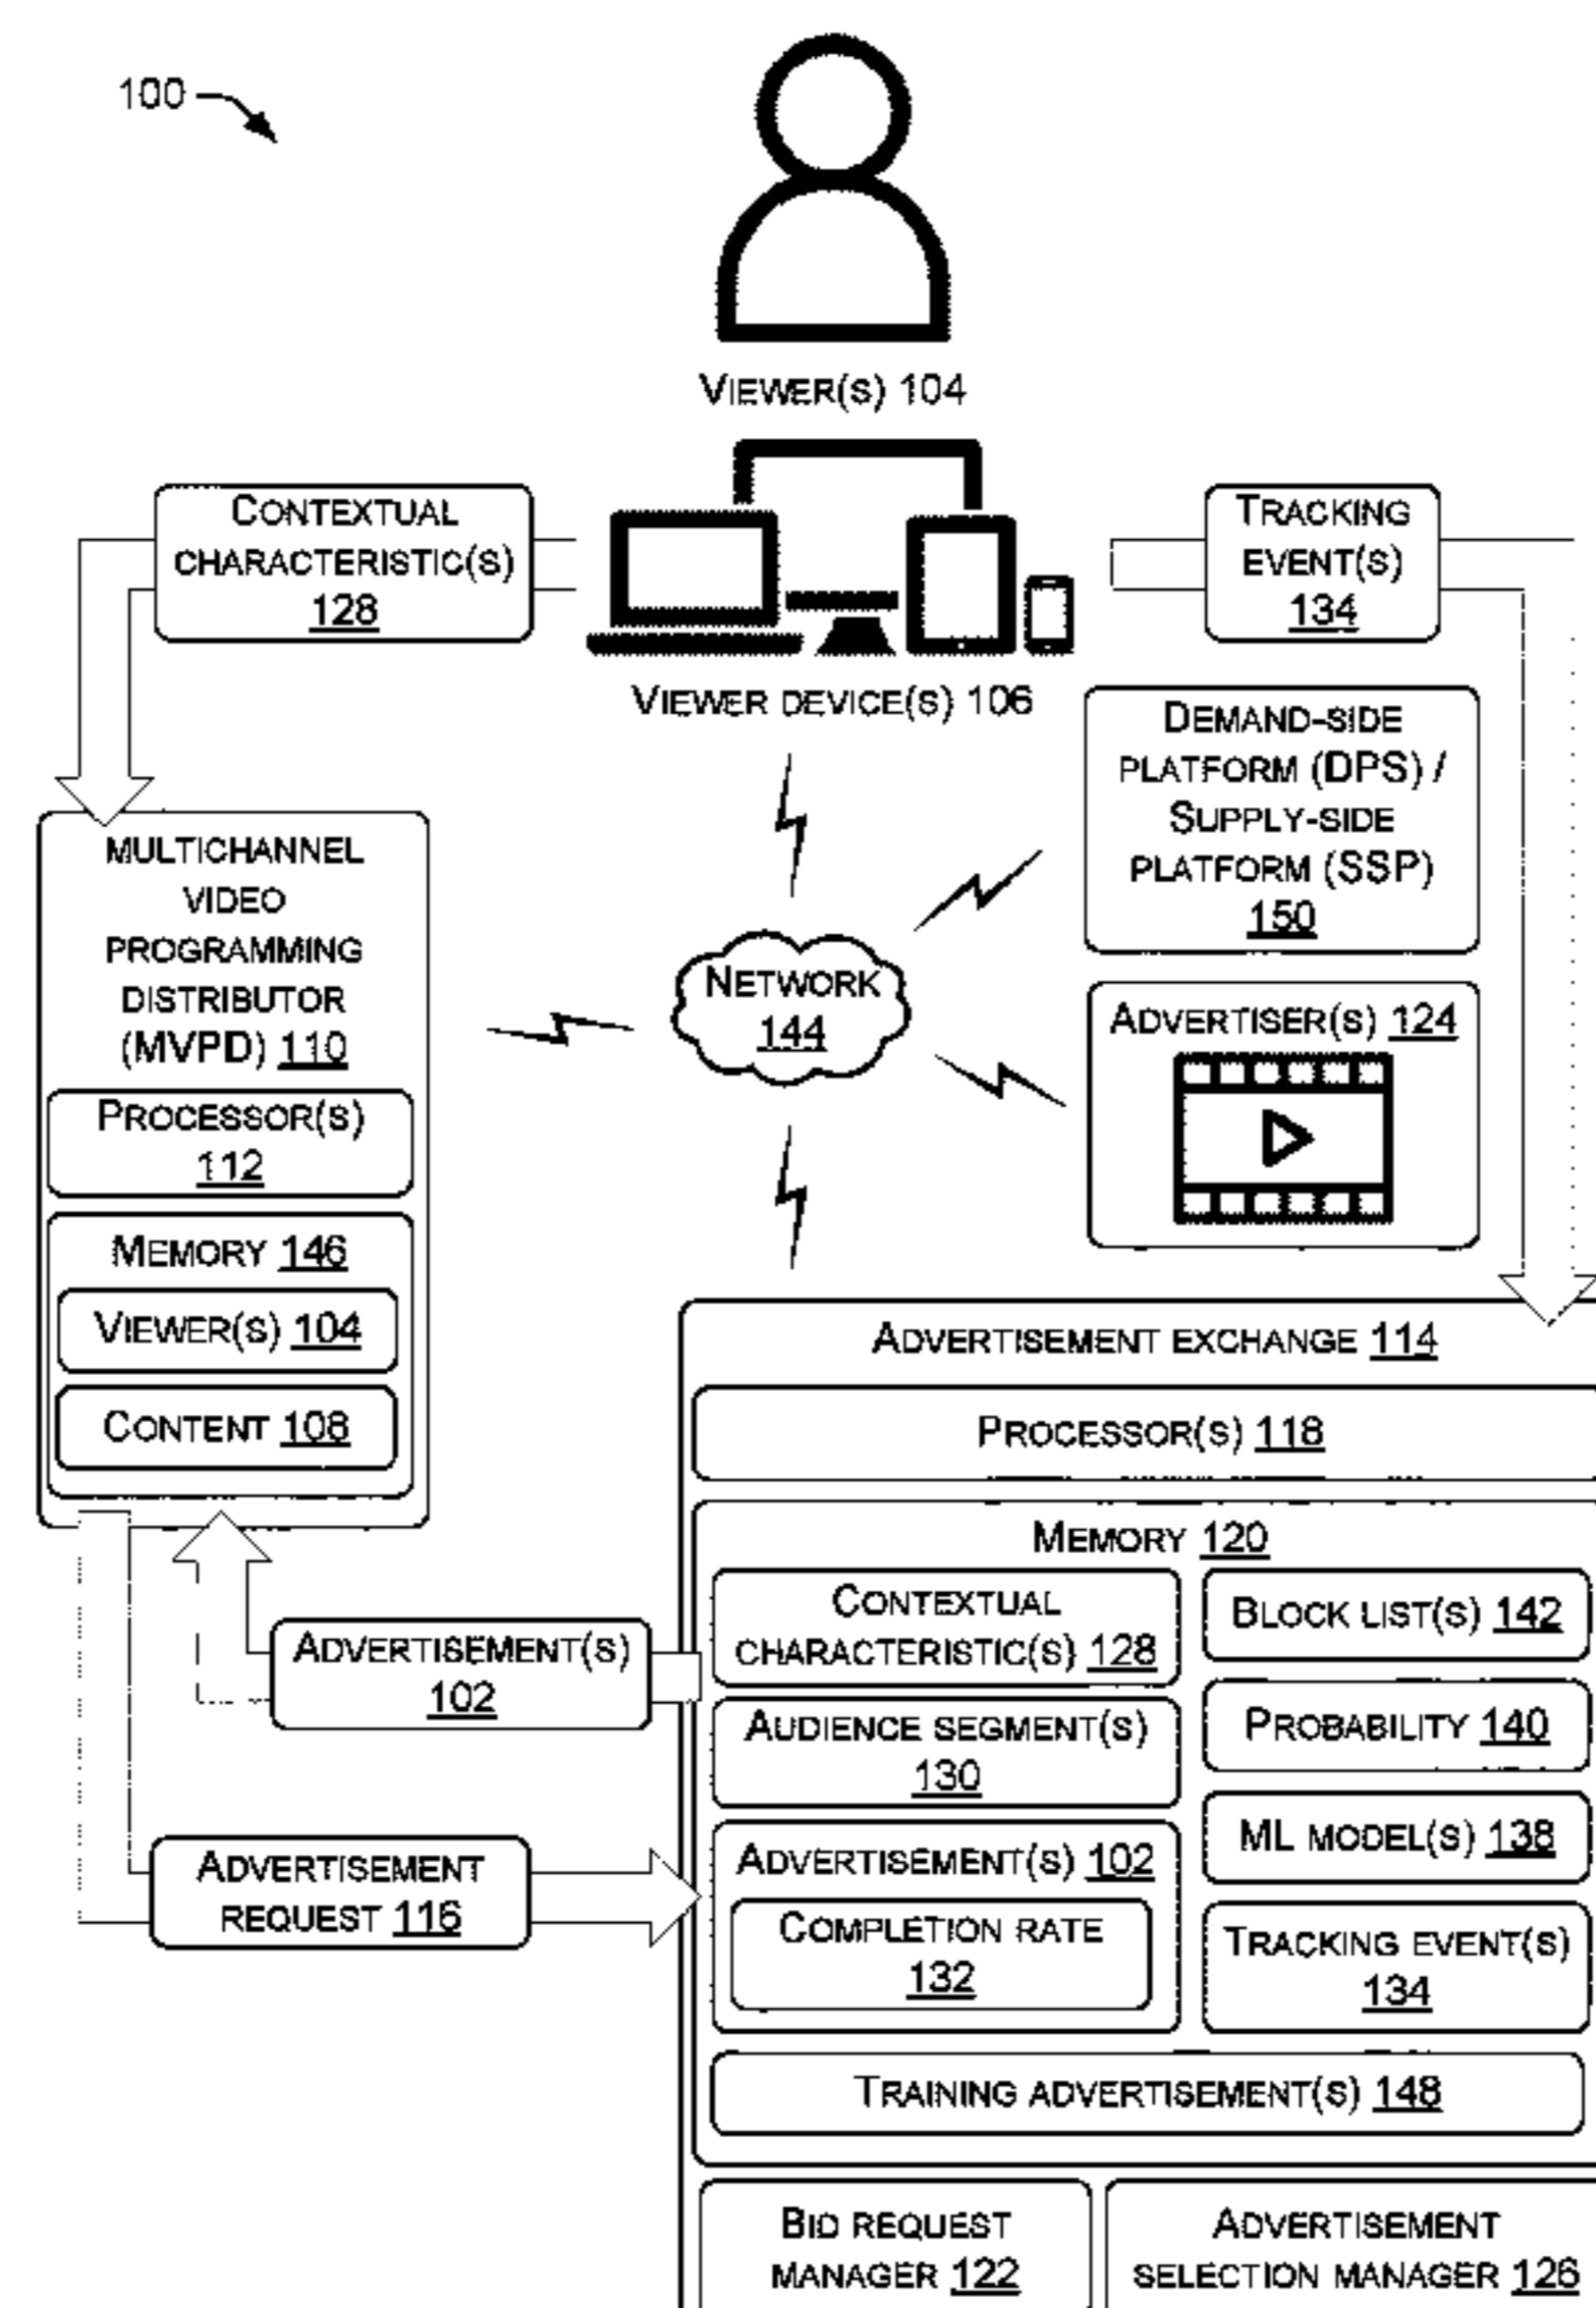 100
VIEWER(S) 104
CONTEXTUAL
CHARACTERISTIC(S)
128
TRACKING
EVENT(S)
134
VIEWER DEVICE(S) 106
DEMAND-SIDE
PLATFORM (DPS) /
SUPPLY-SIDE
PLATFORM (SSP)
150
MULTICHANNEL
VIDEO
PROGRAMMING
DISTRIBUTOR
(MVPD) 110
NETWORK
144
ADVERTISER(S) 124
PROCESSOR(S)
112
MEMORY 146
VIEWER(S) 104
CONTENT 108
ADVERTISEMENT EXCHANGE 114
PROCESSOR(S) 118
MEMORY 120
CONTEXTUAL
CHARACTERISTIC(S) 128
BLOCK LIST(S) 142
ADVERTISEMENT(S)
102
AUDIENCE SEGMENT(S)
130
PROBABILITY 140
ADVERTISEMENT
REQUEST 116
ADVERTISEMENT(S) 102
COMPLETION RATE
132
ML MODEL(S) 138
TRACKING EVENT(S)
134
TRAINING ADVERTISEMENT(S) 148
BID REQUEST
MANAGER 122
ADVERTISEMENT
SELECTION MANAGER 126